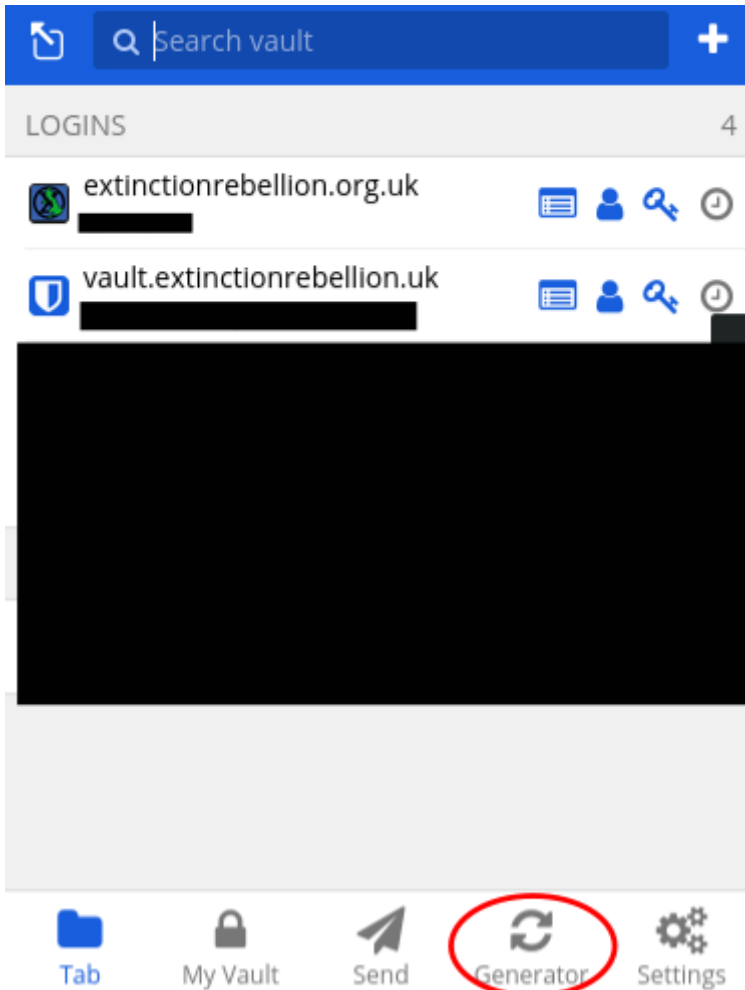 Search vault
LOGINS 4
extinctionrebellion.org.uk
vault.extinctionrebellion.uk
Tab My Vault Send Generator Settings